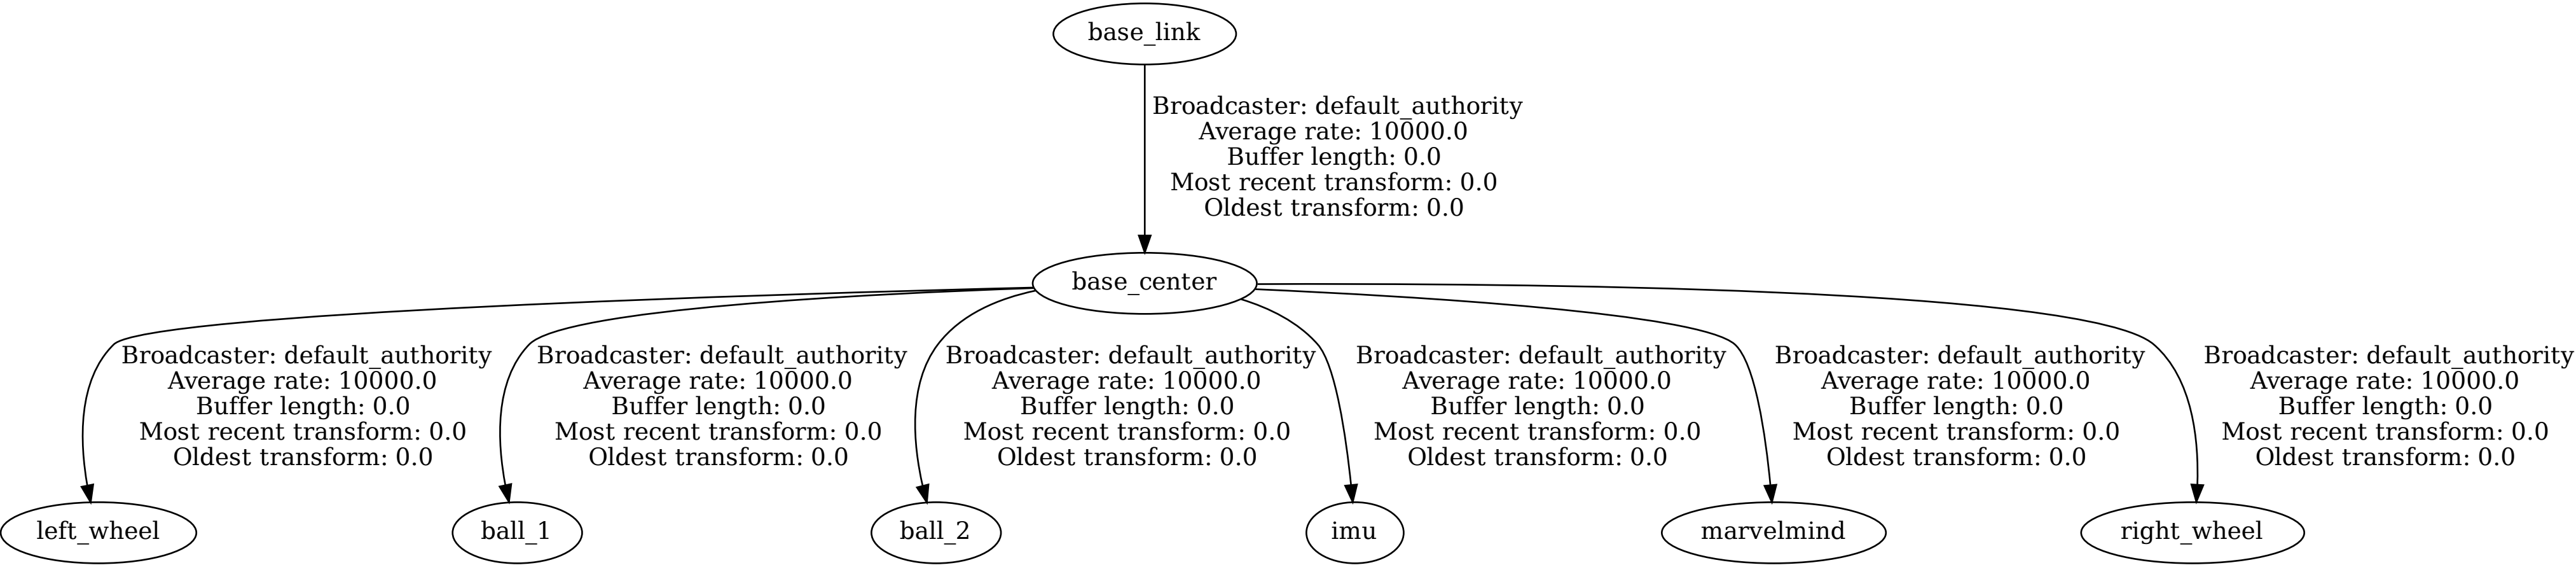 base_link
Broadcaster: default_authority
Average rate: 10000.0
Buffer length: 0.0
Most recent transform: 0.0
Oldest transform: 0.0
base_center
Broadcaster: default_authority
Average rate: 10000.0
Buffer length: 0.0
Most recent transform: 0.0
Oldest transform: 0.0
Broadcaster: default_authority
Average rate: 10000.0
Buffer length: 0.0
Most recent transform: 0.0
Oldest transform: 0.0
Broadcaster: default_authority
Average rate: 10000.0
Buffer length: 0.0
Most recent transform: 0.0
Oldest transform: 0.0
Broadcaster: default_authority
Average rate: 10000.0
Buffer length: 0.0
Most recent transform: 0.0
Oldest transform: 0.0
Broadcaster: default_authority
Average rate: 10000.0
Buffer length: 0.0
Most recent transform: 0.0
Oldest transform: 0.0
Broadcaster: default_authority
Average rate: 10000.0
Buffer length: 0.0
Most recent transform: 0.0
Oldest transform: 0.0
left_wheel
ball_1
ball_2
imu
marvelmind
right_wheel